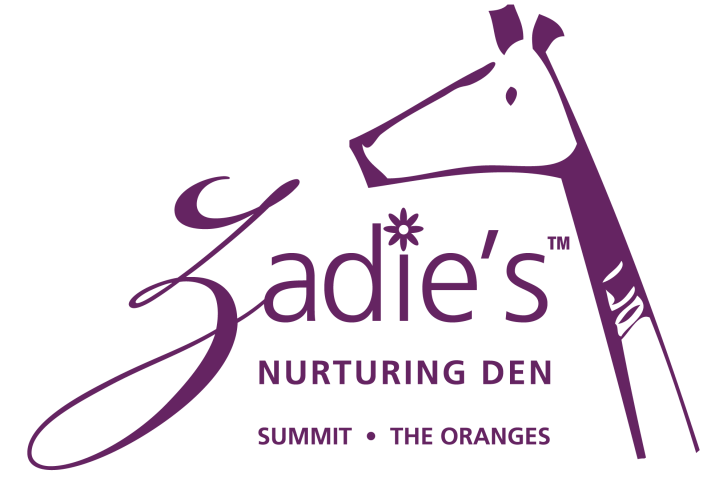 Zadie's™
NURTURING DEN
SUMMIT • THE ORANGES